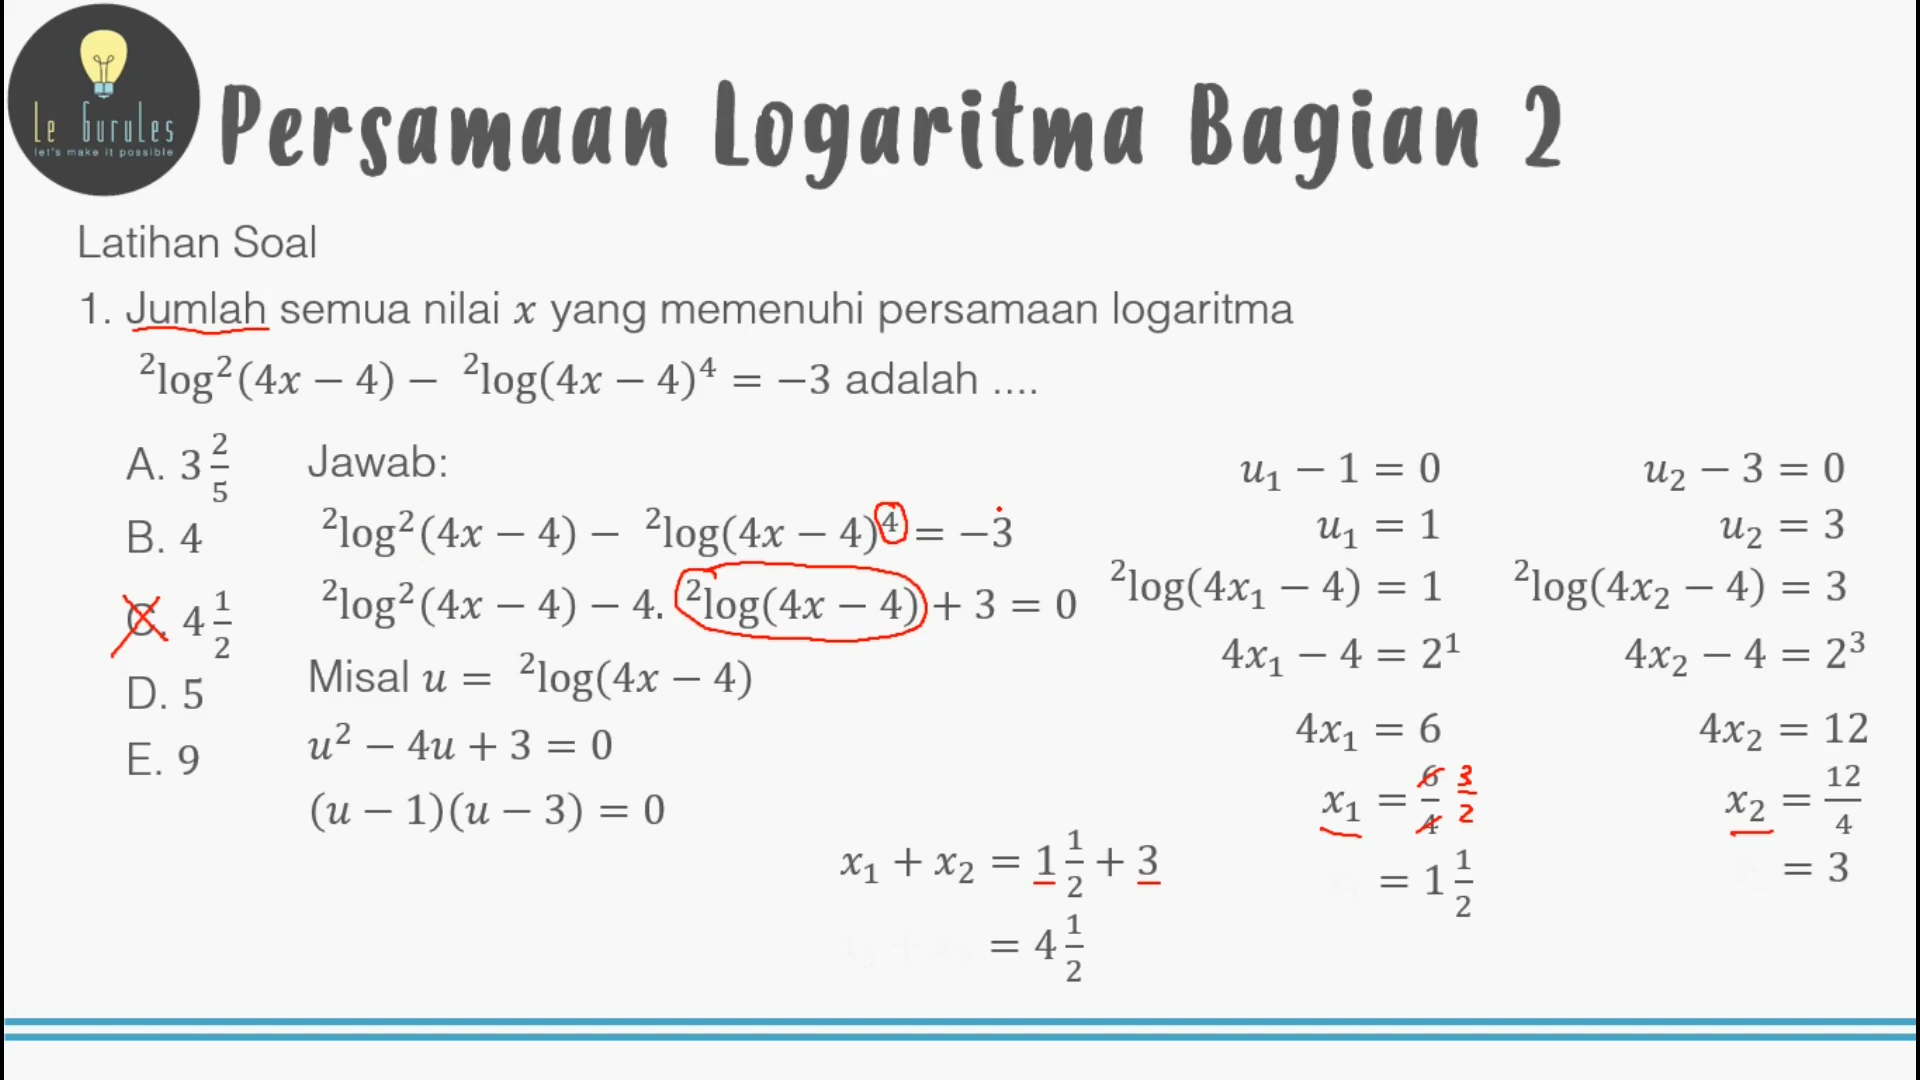 Le Gurules
let's make it possible
Persamaan Logaritma Bagian 2
Latihan Soal
1. Jumlah semua nilai x yang memenuhi persamaan logaritma
²log²(4x − 4) − ²log(4x − 4)⁴ = −3 adalah ....
A. 3 2/5
B. 4
C. 4 1/2
D. 5
E. 9
Jawab:
²log²(4x − 4) − ²log(4x − 4)⁴ = −3
²log²(4x − 4) − 4. ²log(4x − 4) + 3 = 0
Misal u = ²log(4x − 4)
u² − 4u + 3 = 0
(u − 1)(u − 3) = 0
u₁ − 1 = 0
u₁ = 1
²log(4x₁ − 4) = 1
4x₁ − 4 = 2¹
4x₁ = 6
x₁ = 6/4 3/2
= 1 1/2
u₂ − 3 = 0
u₂ = 3
²log(4x₂ − 4) = 3
4x₂ − 4 = 2³
4x₂ = 12
x₂ = 12/4
= 3
x₁ + x₂ = 1 1/2 + 3
= 4 1/2